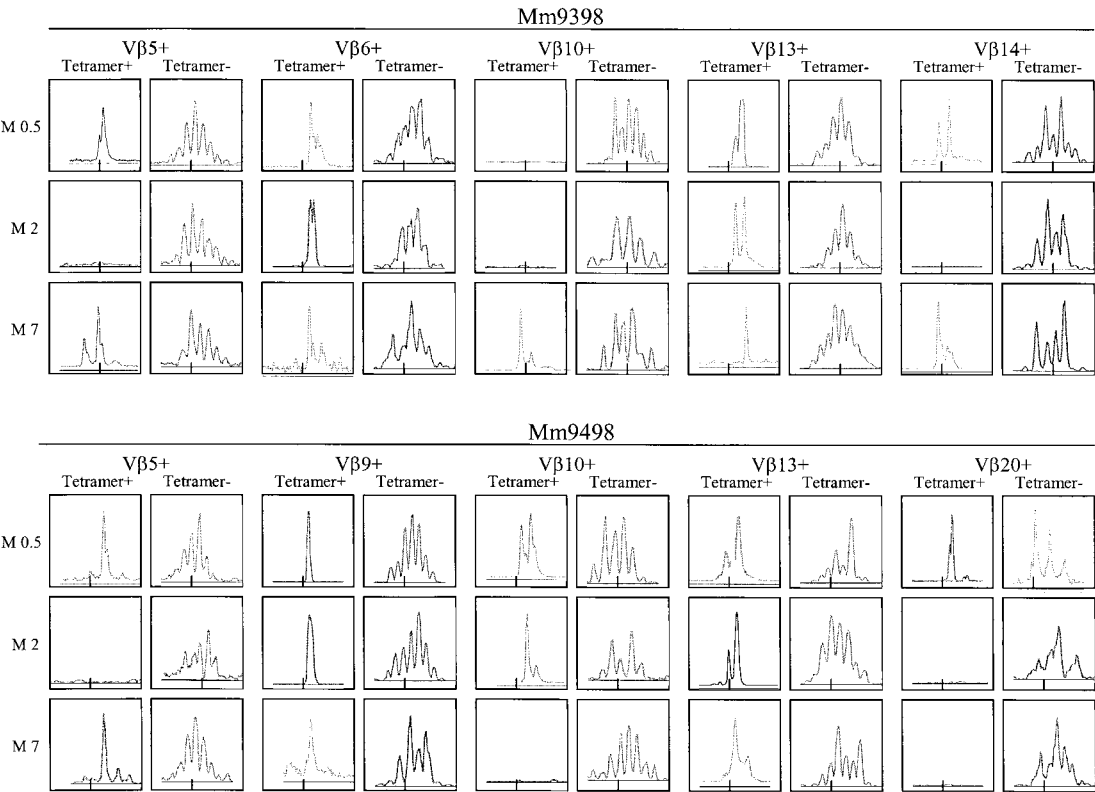 Mm9398
Vβ5+ Vβ6+ Vβ10+ Vβ13+ Vβ14+
Tetramer+ Tetramer- Tetramer+ Tetramer- Tetramer+ Tetramer- Tetramer+ Tetramer- Tetramer+ Tetramer-
M 0.5
M 2
M 7
Mm9498
Vβ5+ Vβ9+ Vβ10+ Vβ13+ Vβ20+
Tetramer+ Tetramer- Tetramer+ Tetramer- Tetramer+ Tetramer- Tetramer+ Tetramer- Tetramer+ Tetramer-
M 0.5
M 2
M 7